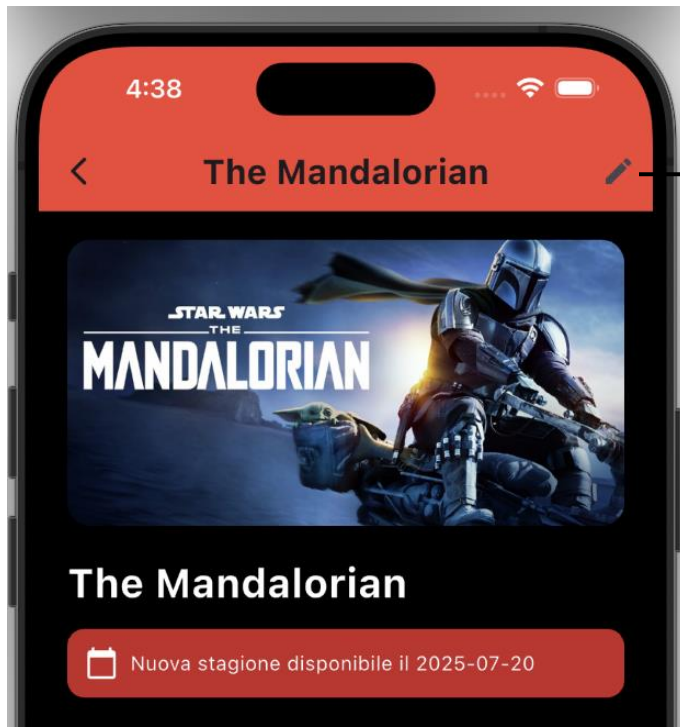 4:38
The Mandalorian
STAR WARS
THE
MANDALORIAN
The Mandalorian
Nuova stagione disponibile il 2025-07-20